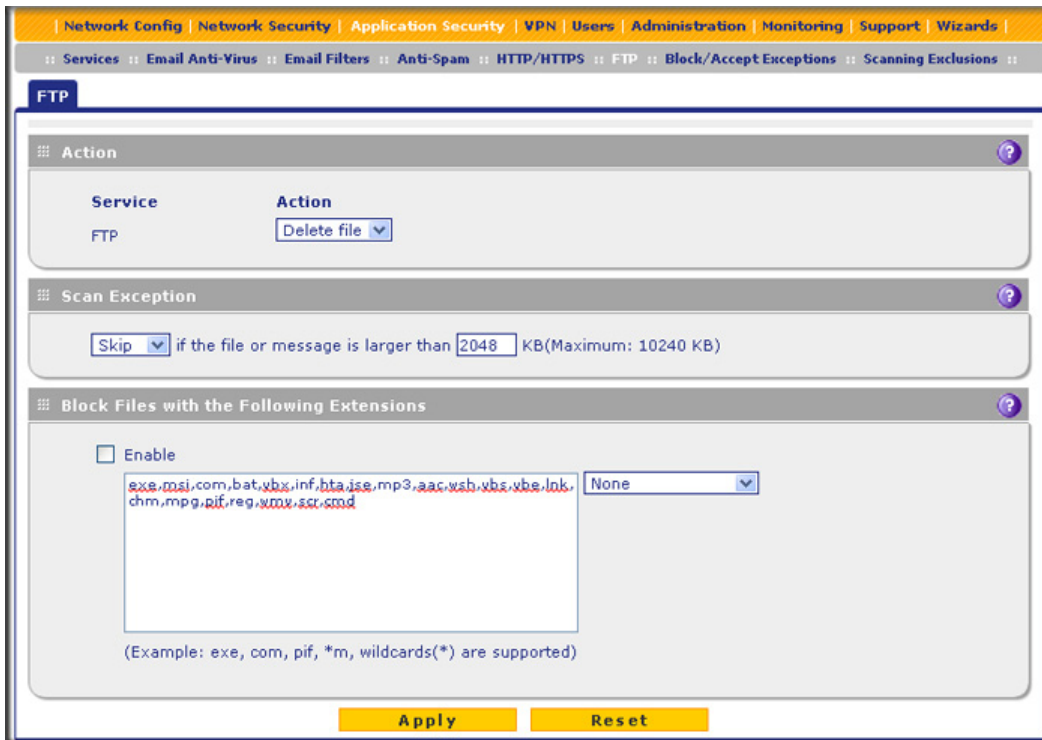 | Network Config | Network Security | Application Security | VPN | Users | Administration | Monitoring | Support | Wizards |
:: Services :: Email Anti-Virus :: Email Filters :: Anti-Spam :: HTTP/HTTPS :: FTP :: Block/Accept Exceptions :: Scanning Exclusions ::
FTP
Action
?
Service Action
FTP Delete file
Scan Exception
?
Skip if the file or message is larger than 2048 KB(Maximum: 10240 KB)
Block Files with the Following Extensions
?
Enable
exe,msi,com,bat,vbx,inf,hta,jse,mp3,aac,wsh,vbs,vbe,lnk, None
chm,mpg,pif,reg,wmv,scr,cmd
(Example: exe, com, pif, *m, wildcards(*) are supported)
Apply Reset